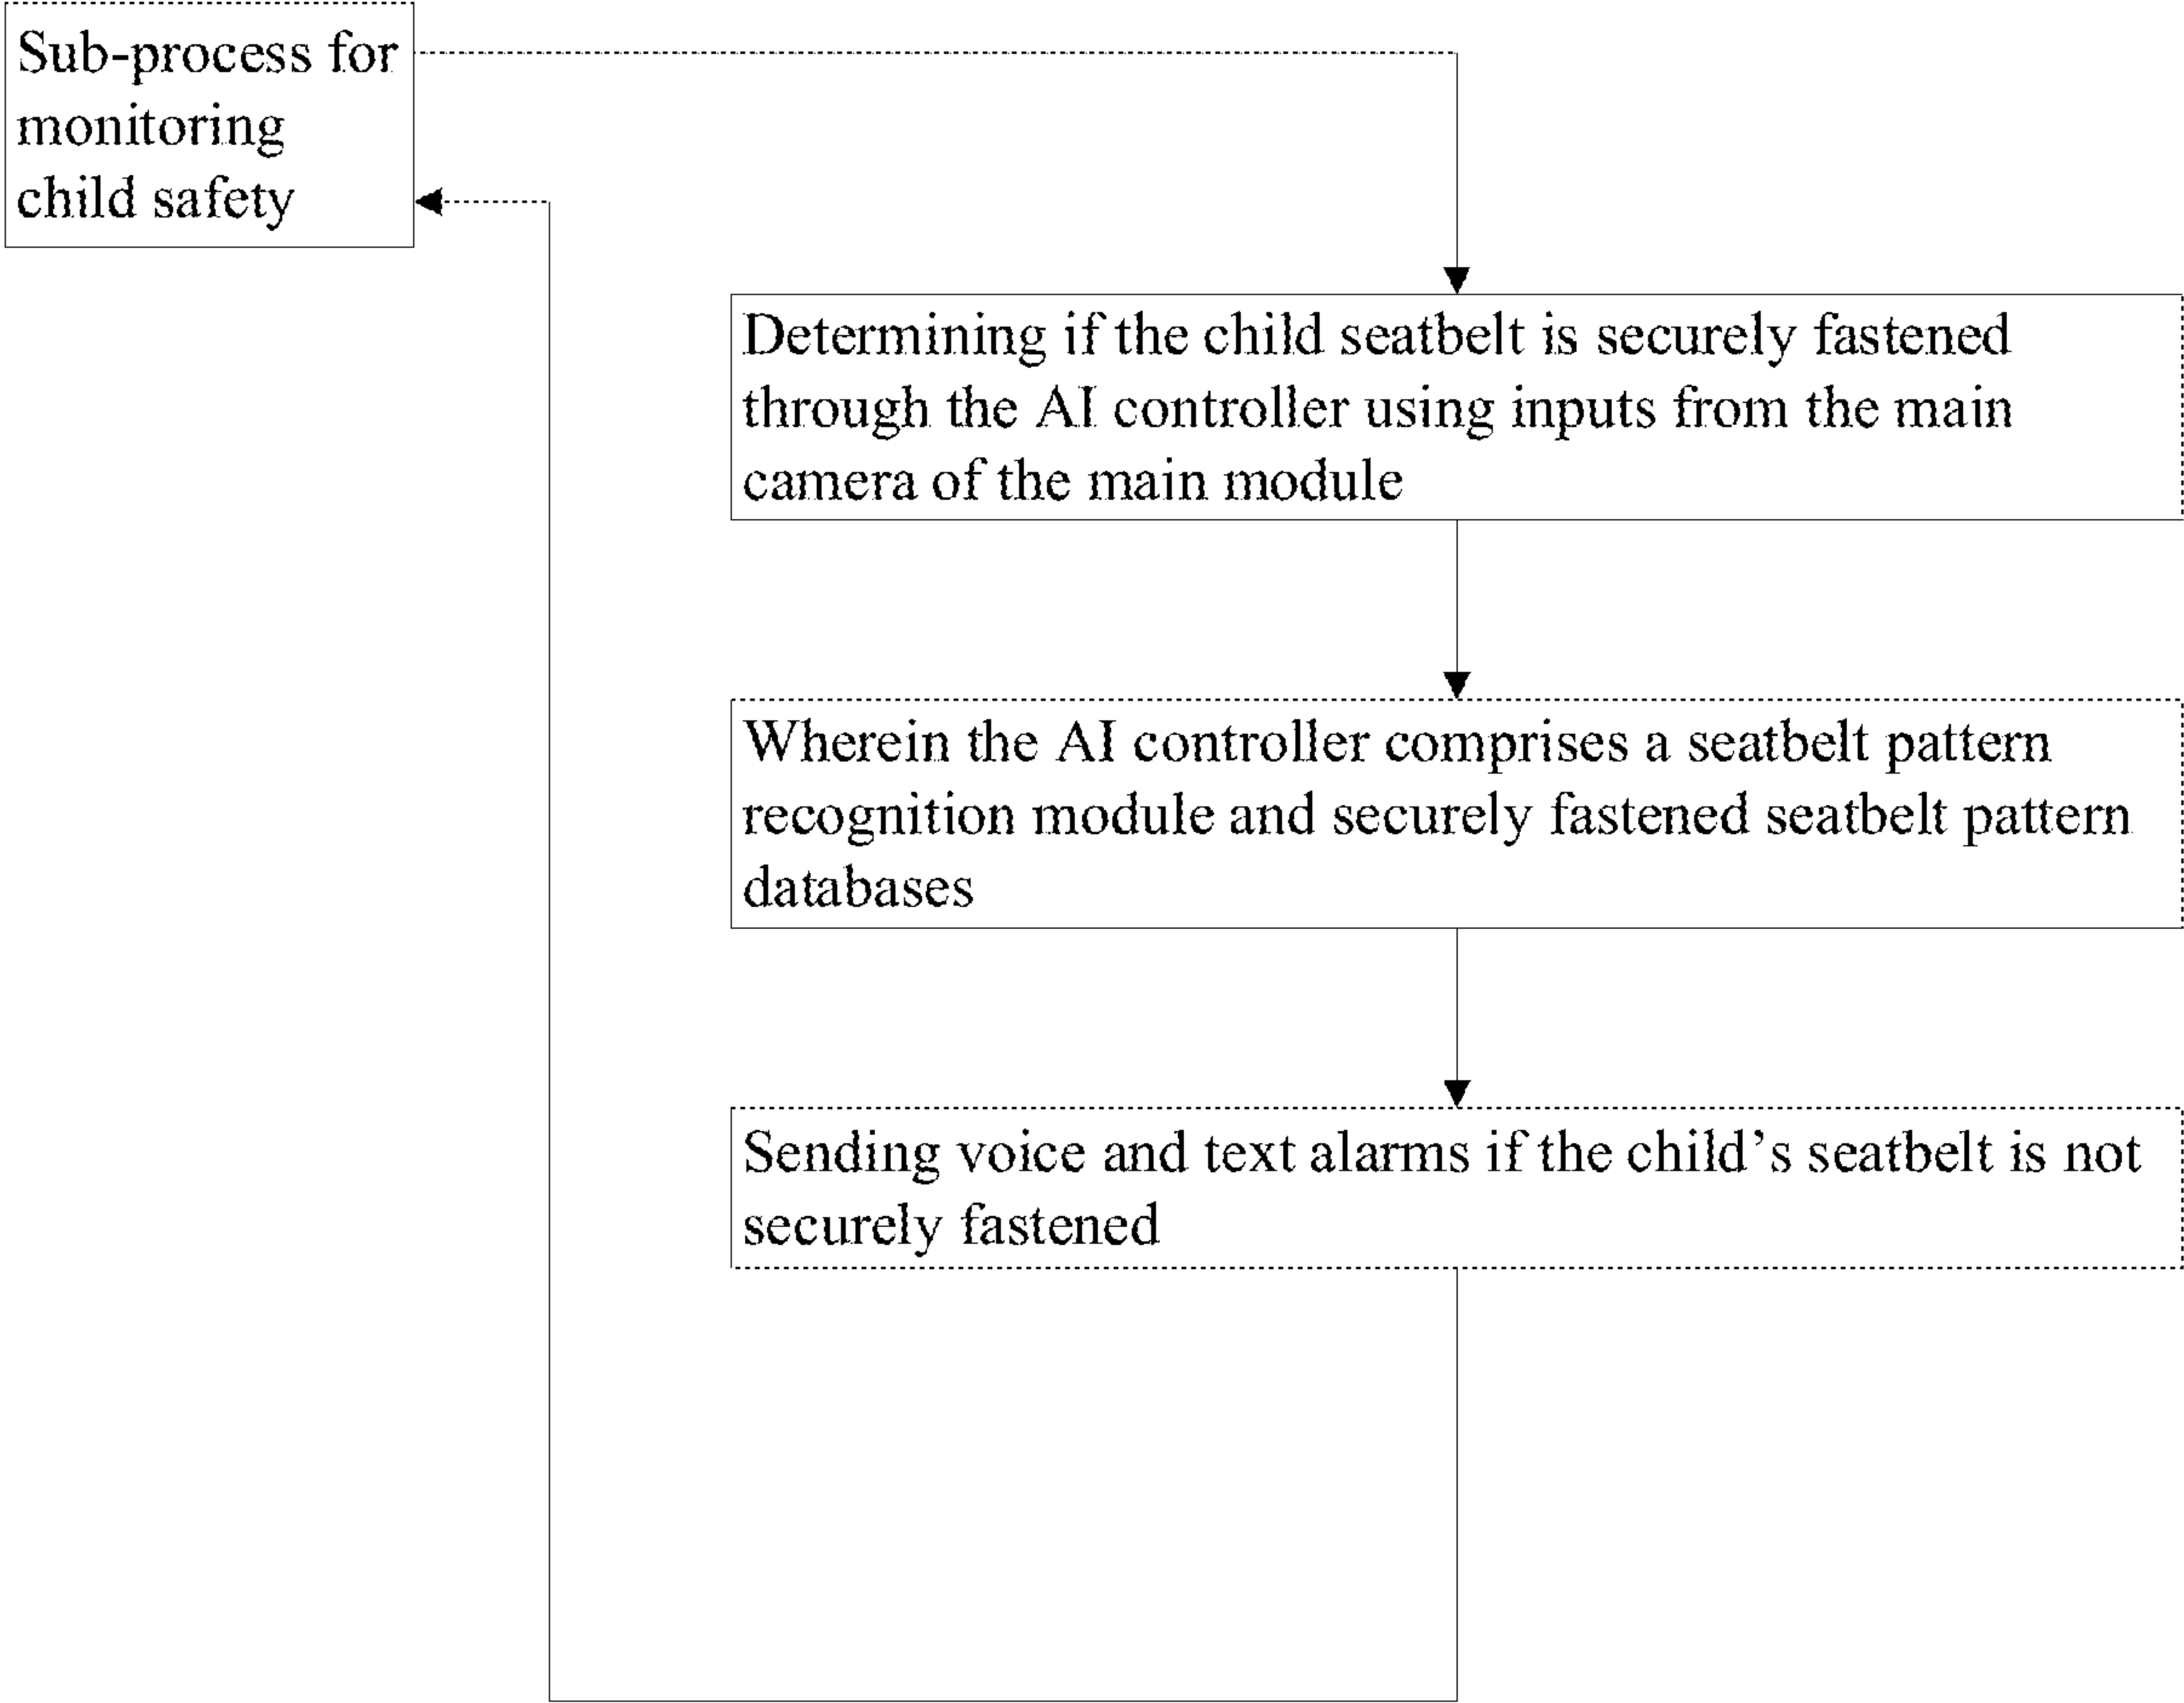 Sub-process for
monitoring
child safety
Determining if the child seatbelt is securely fastened
through the AI controller using inputs from the main
camera of the main module
Wherein the AI controller comprises a seatbelt pattern
recognition module and securely fastened seatbelt pattern
databases
Sending voice and text alarms if the child’s seatbelt is not
securely fastened